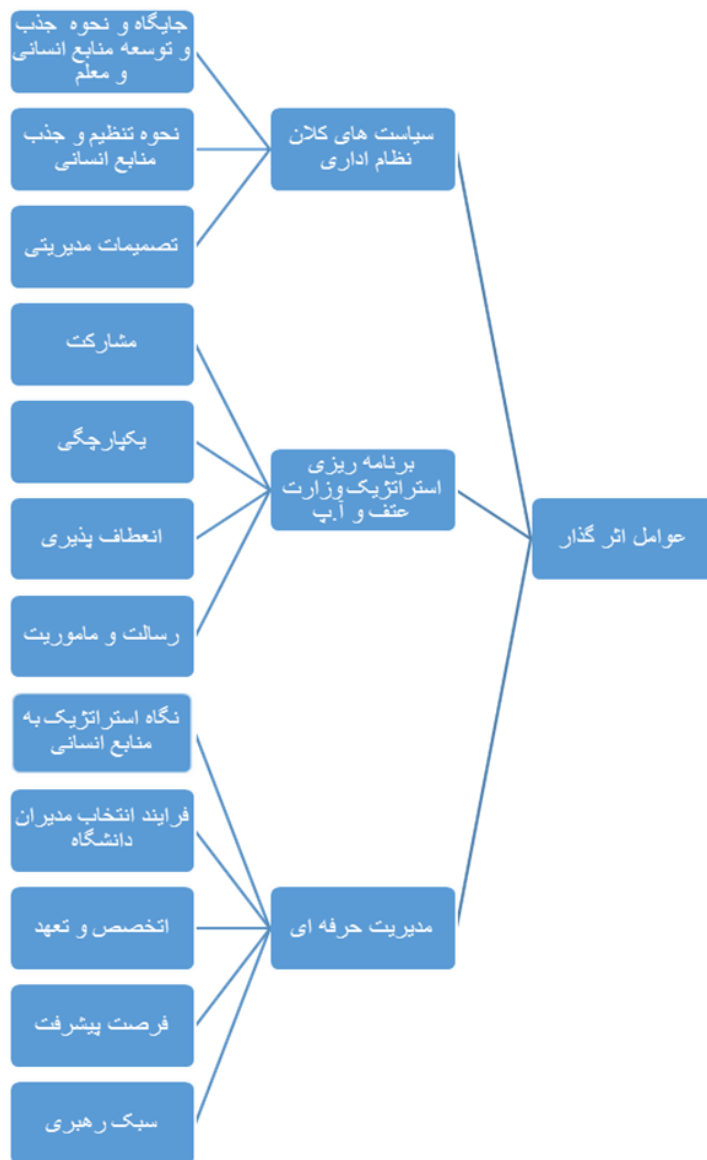 عوامل اثر گذار
سیاست های کلان
نظام اداری
جایگاه و نحوه جذب
و توسعه منابع انسانی
و معلم
نحوه تنظیم و جذب
منابع انسانی
تصمیمات مدیریتی
برنامه ریزی
استراتژیک وزارت
عتف و آ.پ
مشارکت
یکپارچگی
انعطاف پذیری
رسالت و ماموریت
مدیریت حرفه ای
نگاه استراتژیک به
منابع انسانی
فرایند انتخاب مدیران
دانشگاه
اتخصص و تعهد
فرصت پیشرفت
سبک رهبری